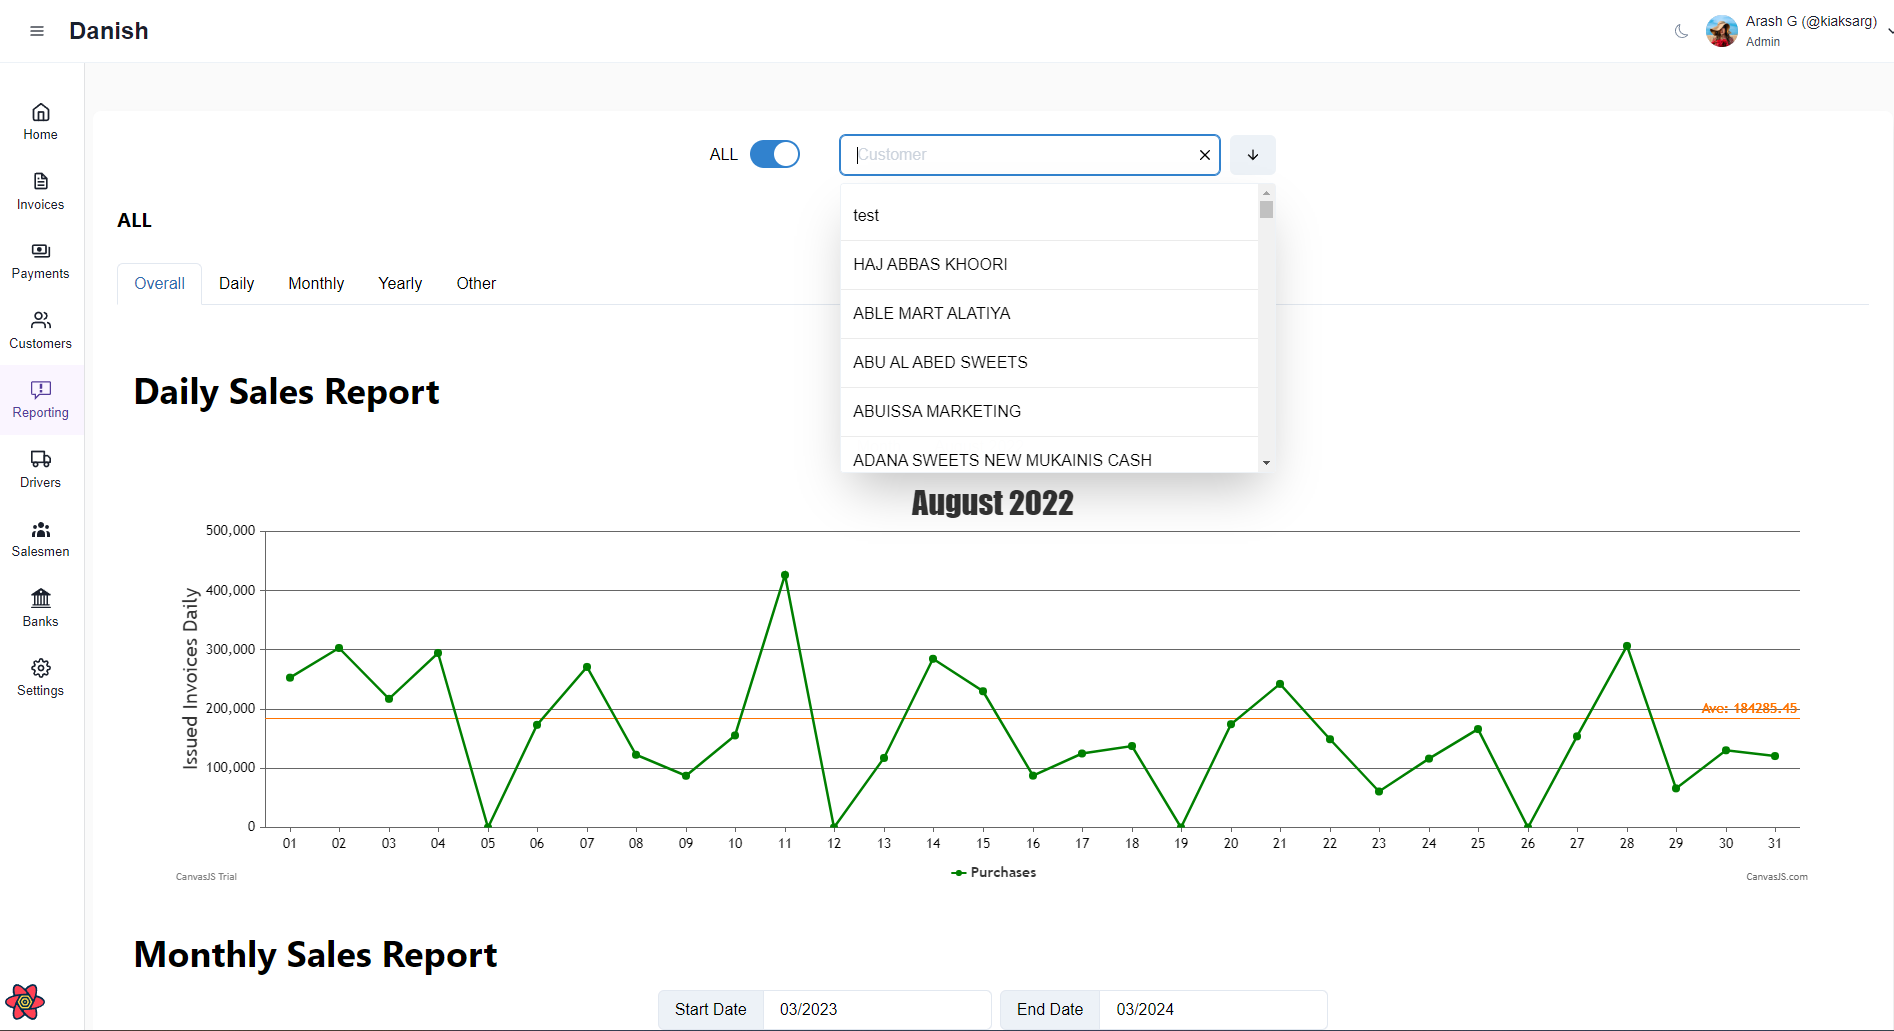 Danish
Arash G (@kiaksarg)
Admin
Home
Invoices
Payments
Customers
Reporting
Drivers
Salesmen
Banks
Settings
ALL
Customer
test
HAJ ABBAS KHOORI
ABLE MART ALATIYA
ABU AL ABED SWEETS
ABUISSA MARKETING
ADANA SWEETS NEW MUKAINIS CASH
ALL
Overall Daily Monthly Yearly Other
Daily Sales Report
August 2022
Issued Invoices Daily
500,000
400,000
300,000
200,000
100,000
0
Ave: 184285.45
01 02 03 04 05 06 07 08 09 10 11 12 13 14 15 16 17 18 19 20 21 22 23 24 25 26 27 28 29 30 31
Purchases
CanvasJS Trial
CanvasJS.com
Monthly Sales Report
Start Date 03/2023 End Date 03/2024